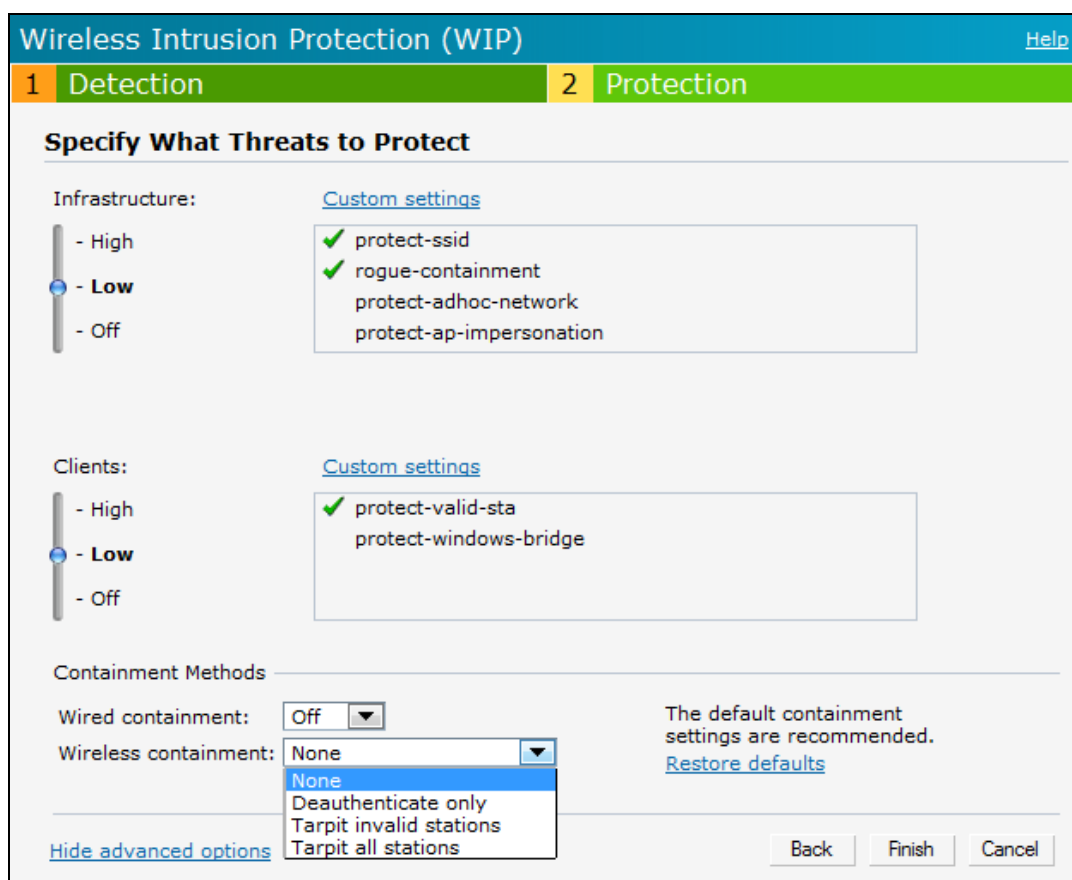 Wireless Intrusion Protection (WIP) Help
1 Detection 2 Protection
Specify What Threats to Protect
Infrastructure: Custom settings
- High
- Low
- Off
protect-ssid
rogue-containment
protect-adhoc-network
protect-ap-impersonation
Clients: Custom settings
- High
- Low
- Off
protect-valid-sta
protect-windows-bridge
Containment Methods
Wired containment: Off
Wireless containment: None
None
Deauthenticate only
Tarpit invalid stations
Tarpit all stations
The default containment
settings are recommended.
Restore defaults
Hide advanced options
Back Finish Cancel